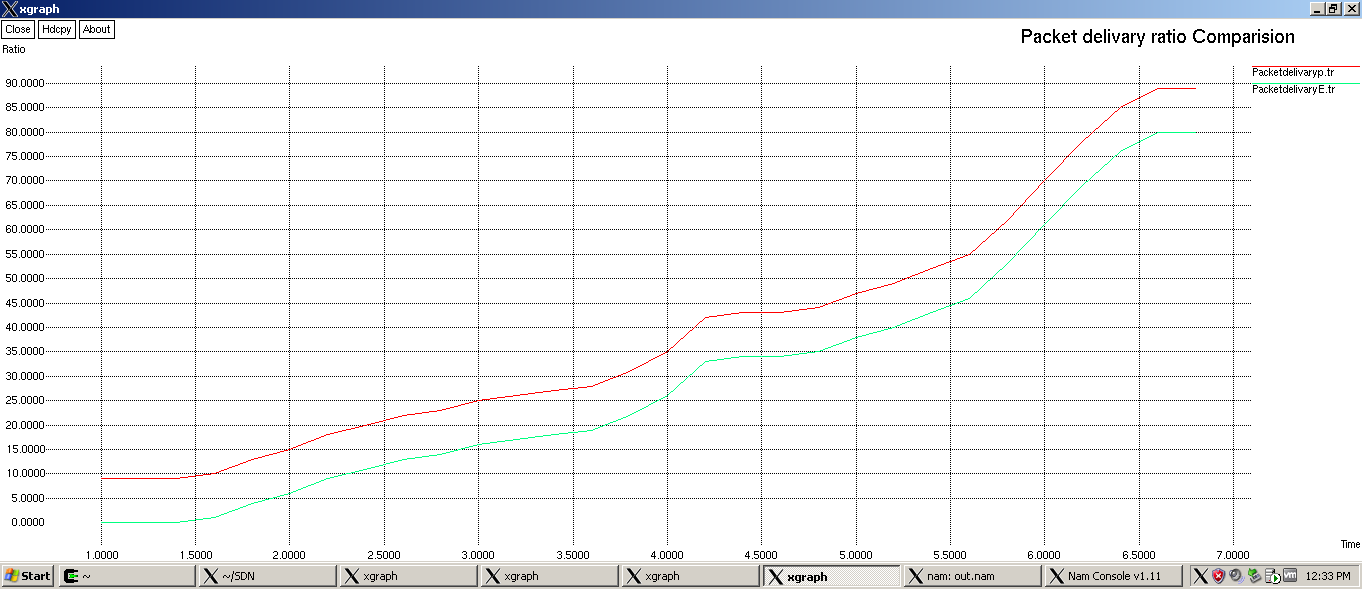 xgraph
Close Hdcpy About
Packet delivary ratio Comparision
Ratio
Packetdelivaryp.tr
PacketdelivaryE.tr
90.0000
85.0000
80.0000
75.0000
70.0000
65.0000
60.0000
55.0000
50.0000
45.0000
40.0000
35.0000
30.0000
25.0000
20.0000
15.0000
10.0000
5.0000
0.0000
Time
1.0000 1.5000 2.0000 2.5000 3.0000 3.5000 4.0000 4.5000 5.0000 5.5000 6.0000 6.5000 7.0000
Start ~ ~/SDN xgraph xgraph xgraph xgraph nam: out.nam Nam Console v1.11 12:33 PM